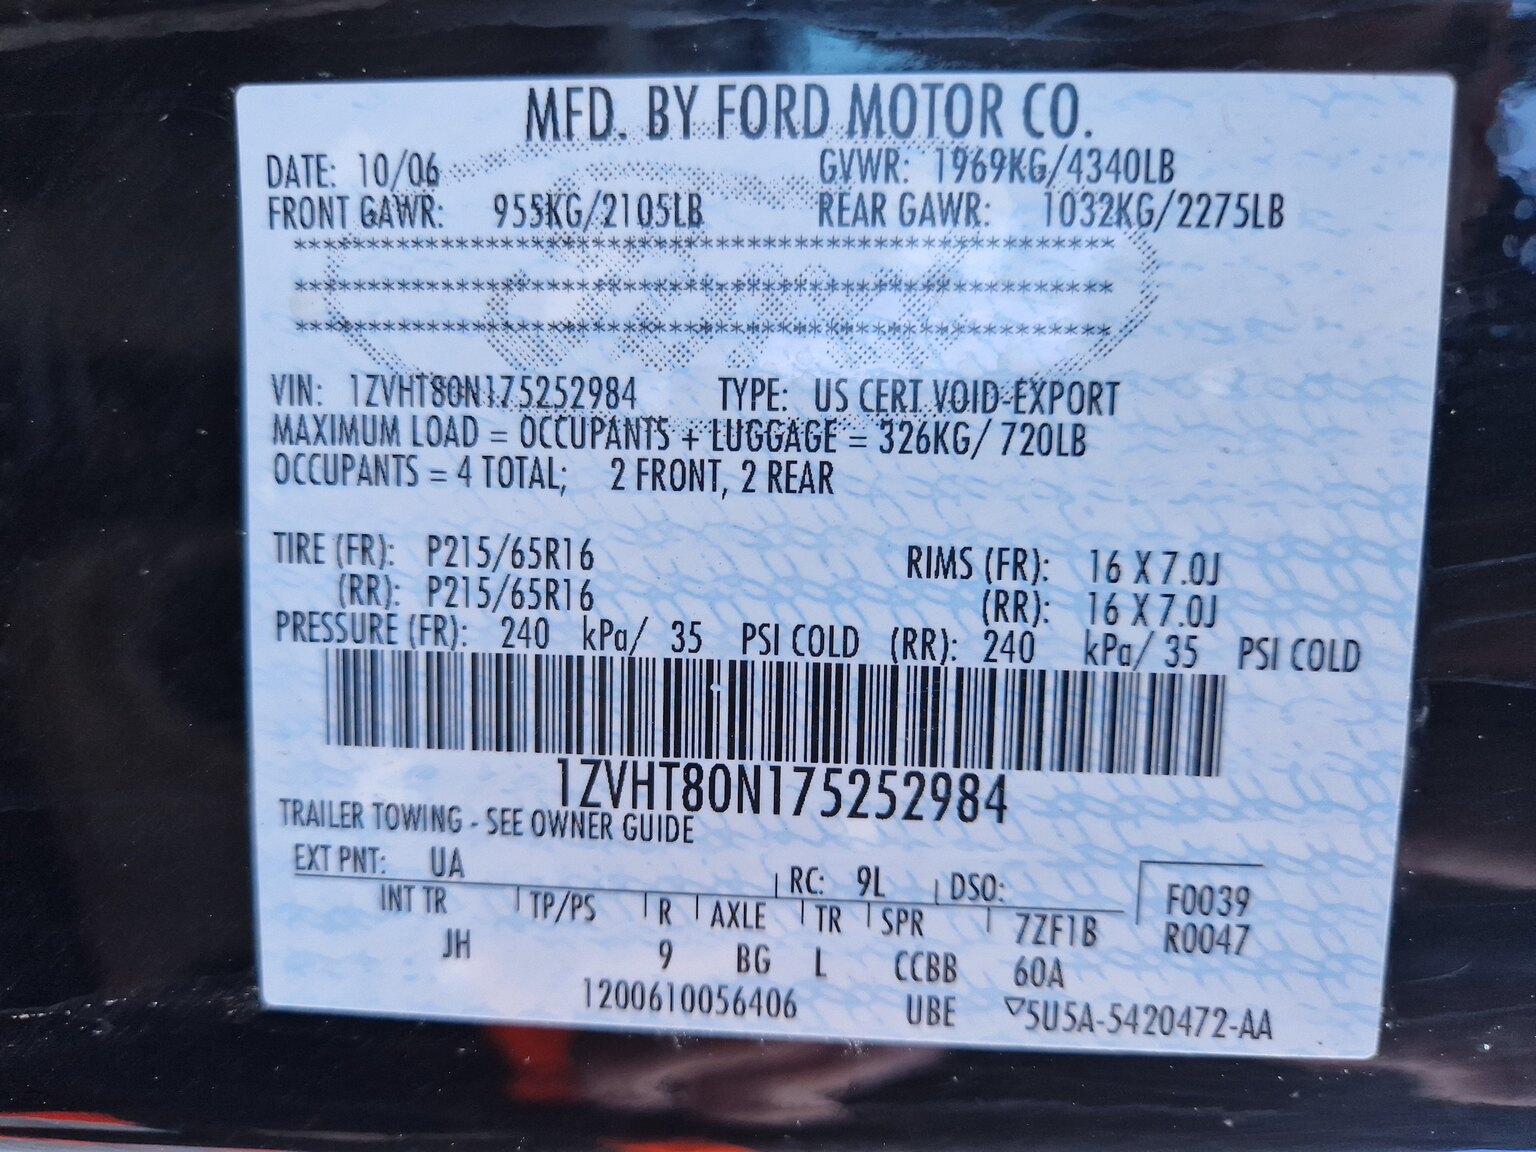 MFD. BY FORD MOTOR CO.
DATE: 10/06 GVWR: 1969KG/4340LB
FRONT GAWR: 955KG/2105LB REAR GAWR: 1032KG/2275LB
************************************************************
************************************************************
************************************************************
VIN: 1ZVHT80N175252984 TYPE: US CERT VOID-EXPORT
MAXIMUM LOAD = OCCUPANTS + LUGGAGE = 326KG/ 720LB
OCCUPANTS = 4 TOTAL; 2 FRONT, 2 REAR
TIRE (FR): P215/65R16 RIMS (FR): 16 X 7.0J
(RR): P215/65R16 (RR): 16 X 7.0J
PRESSURE (FR): 240 kPa/ 35 PSI COLD (RR): 240 kPa/ 35 PSI COLD
1ZVHT80N175252984
TRAILER TOWING - SEE OWNER GUIDE
EXT PNT: UA RC: 9L DSO: F0039
INT TR TP/PS R AXLE TR SPR 7ZF1B R0047
JH 9 BG L CCBB 60A
1200610056406 UBE ▽5U5A-5420472-AA